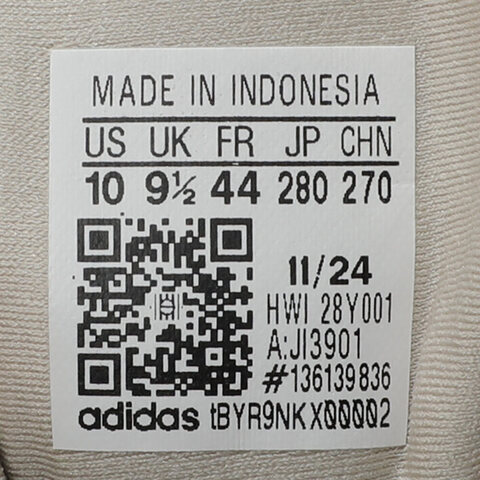 MADE IN INDONESIA
US UK FR JP CHN
10 9½ 44 280 270
11/24
HWI 28Y001
A:JI3901
#136139836
adidas tBYR9NKX00002